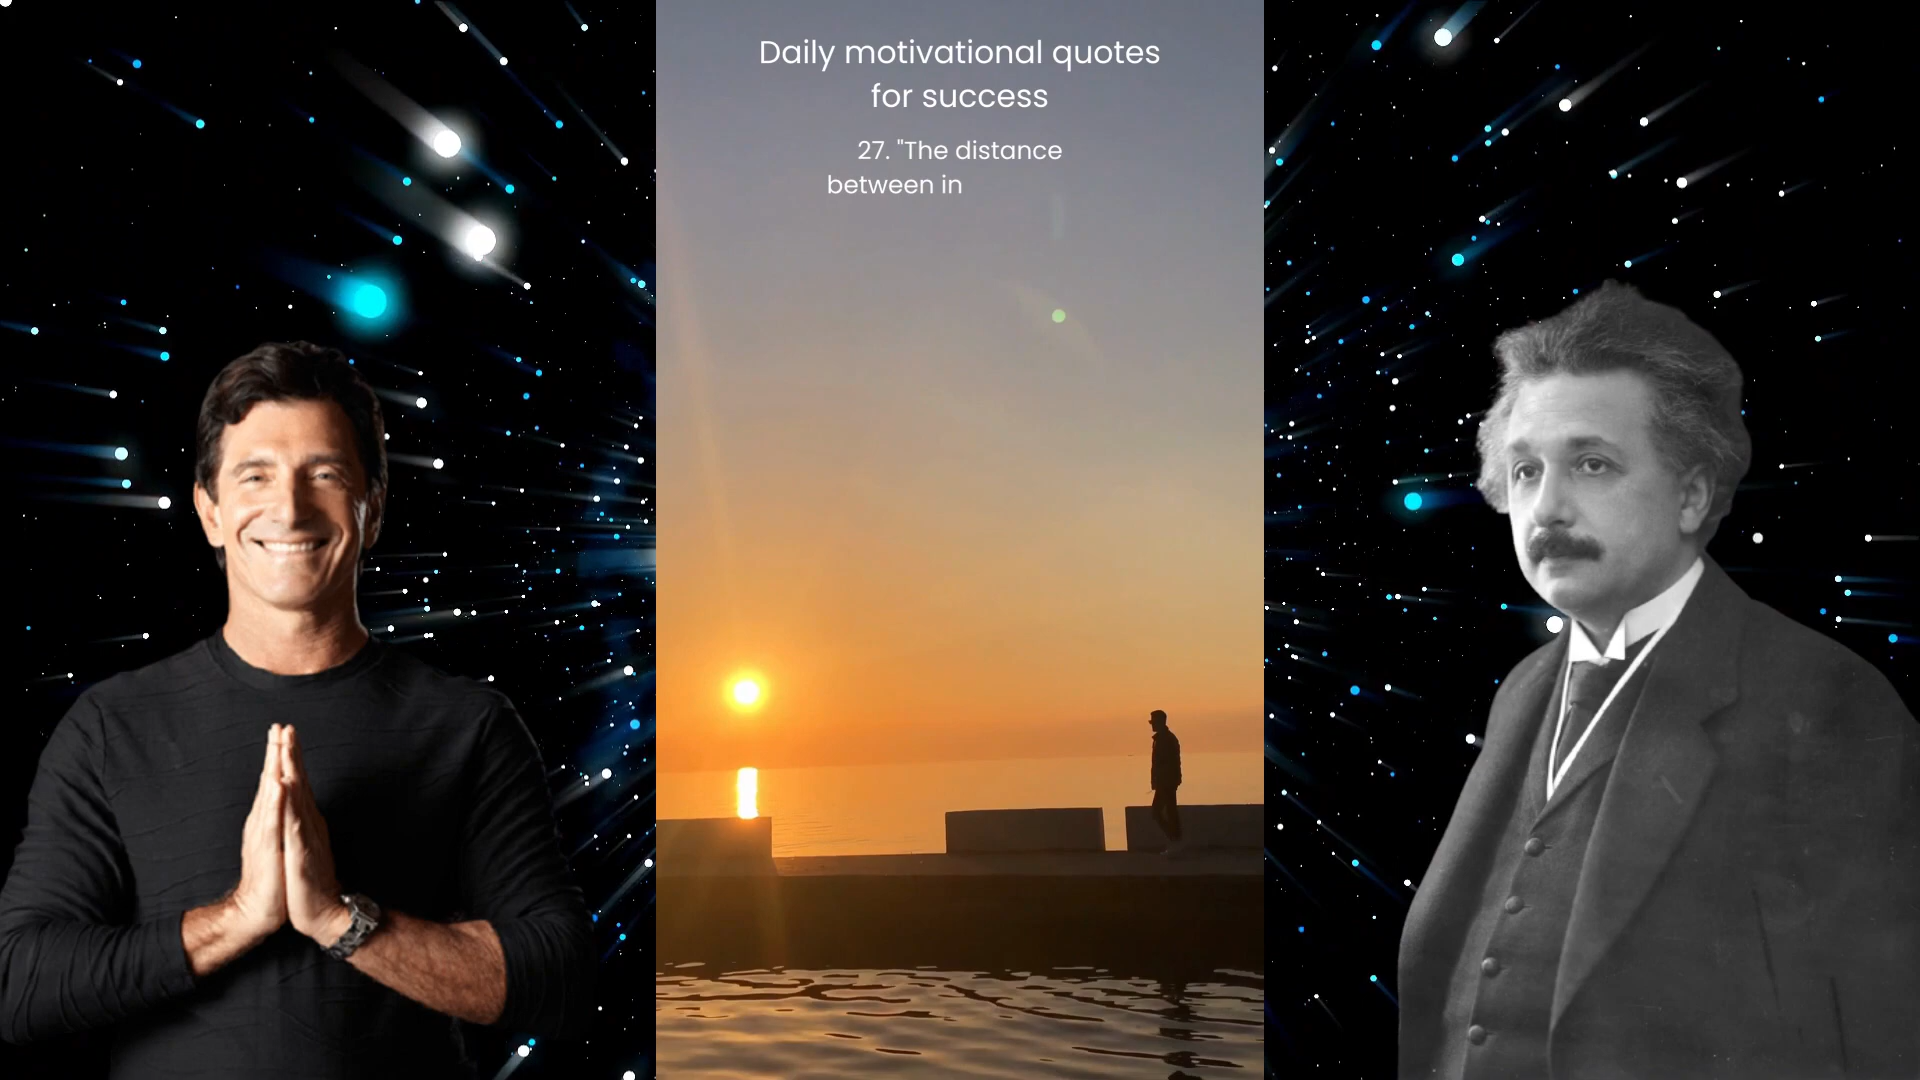 Daily motivational quotes
for success
27. "The distance
between in